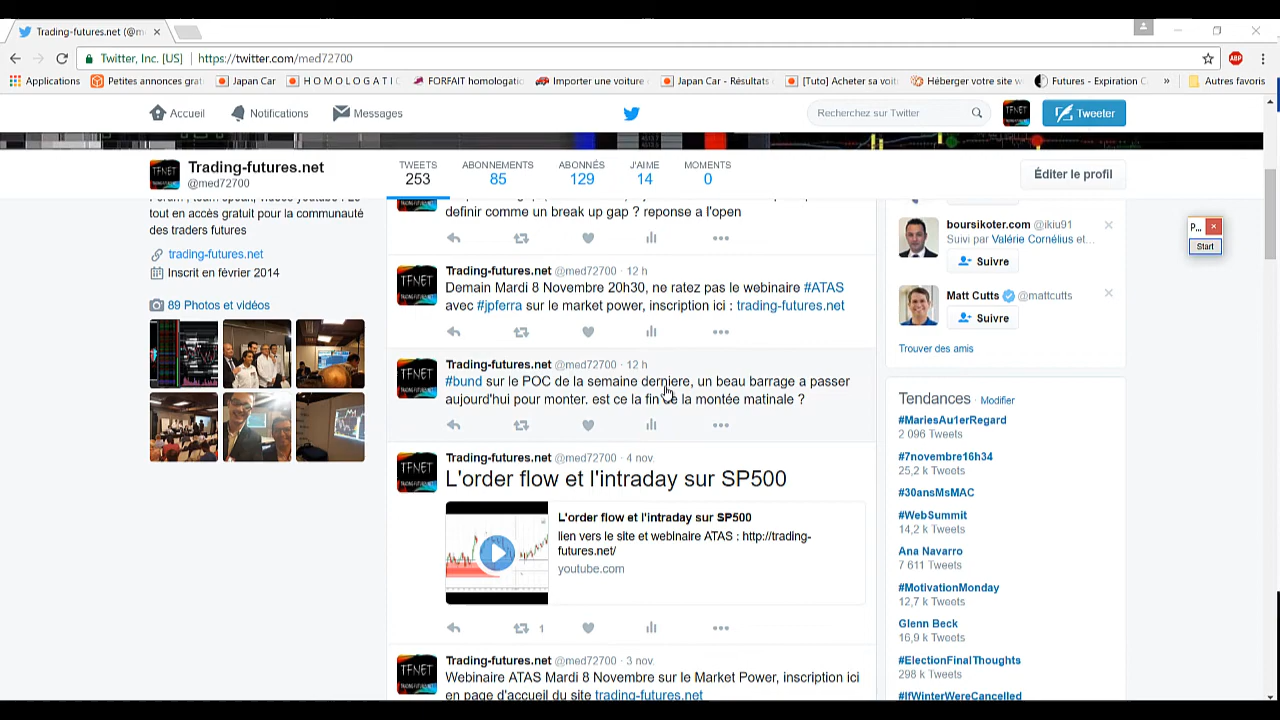 Trading-futures.net (@m
Twitter, Inc. [US]
https://twitter.com/med72700
ABP
Applications
Petites annonces grat
Japan Car
H O M O L O G A T I
FORFAIT homologatio
Importer une voiture
Japan Car - Résultats
[Tuto] Acheter sa voit
Héberger votre site w
Futures - Expiration C
»
Autres favoris
Accueil
Notifications
Messages
Recherchez sur Twitter
Tweeter
Trading-futures.net
@med72700
TWEETS
253
ABONNEMENTS
85
ABONNÉS
129
J'AIME
14
MOMENTS
0
Éditer le profil
tout en accès gratuit pour la communauté
des traders futures
trading-futures.net
Inscrit en février 2014
89 Photos et vidéos
definir comme un break up gap ? reponse a l'open
TFNET
Trading-futures.net @med72700 · 12 h
Demain Mardi 8 Novembre 20h30, ne ratez pas le webinaire #ATAS
avec #jpferra sur le market power, inscription ici : trading-futures.net
TFNET
Trading-futures.net @med72700 · 12 h
#bund sur le POC de la semaine derniere, un beau barrage a passer
aujourd'hui pour monter. est ce la fin de la montée matinale ?
TFNET
Trading-futures.net @med72700 · 4 nov.
L'order flow et l'intraday sur SP500
L'order flow et l'intraday sur SP500
lien vers le site et webinaire ATAS : http://trading-
futures.net/
youtube.com
1
TFNET
Trading-futures.net @med72700 · 3 nov.
Webinaire ATAS Mardi 8 Novembre sur le Market Power, inscription ici
en page d'accueil du site trading-futures.net
boursikoter.com @ikiu91
Suivi par Valérie Cornélius et...
Suivre
Matt Cutts @mattcutts
Suivre
Trouver des amis
Tendances · Modifier
#MariesAu1erRegard
2 096 Tweets
#7novembre16h34
25,2 k Tweets
#30ansMsMAC
#WebSummit
14,2 k Tweets
Ana Navarro
7 611 Tweets
#MotivationMonday
12,7 k Tweets
Glenn Beck
16,9 k Tweets
#ElectionFinalThoughts
298 k Tweets
#IfWinterWereCancelled
P...
Start